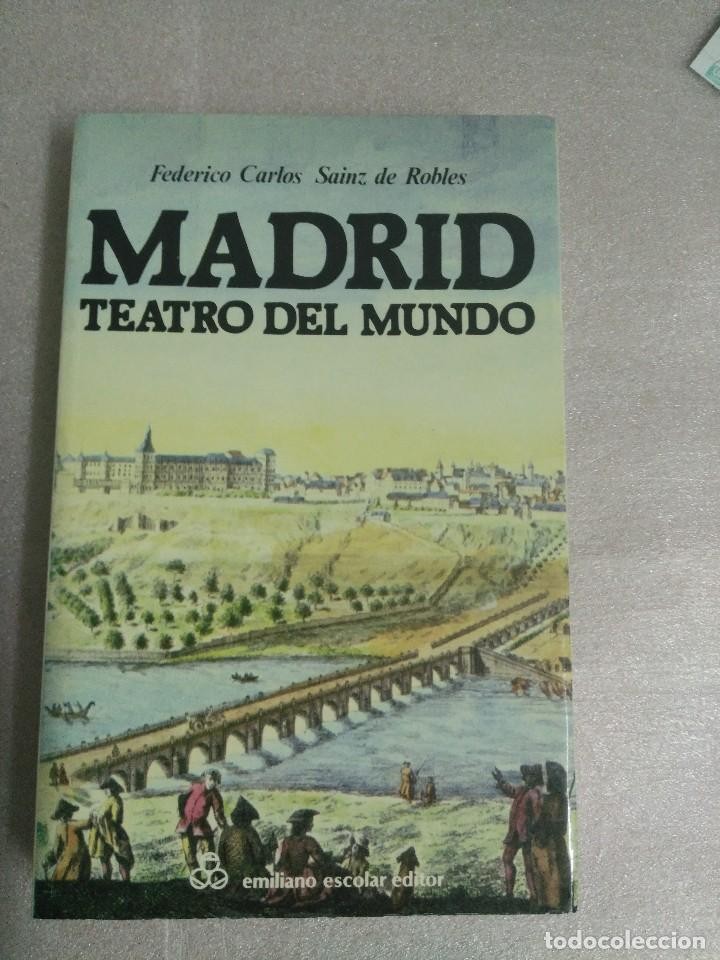 Federico Carlos Sainz de Robles
MADRID
TEATRO DEL MUNDO
emiliano escolar editor
todocoleccion